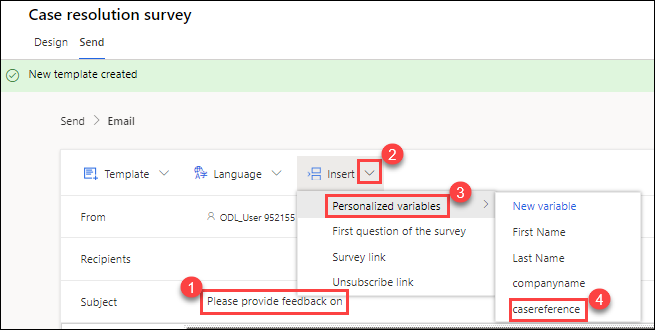 Case resolution survey
Design Send
New template created
Send > Email
2
Template Language Insert
3
Personalized variables New variable
From ODL_User 952155 First question of the survey First Name
Recipients Survey link Last Name
1 Unsubscribe link companyname
4
Subject Please provide feedback on casereference